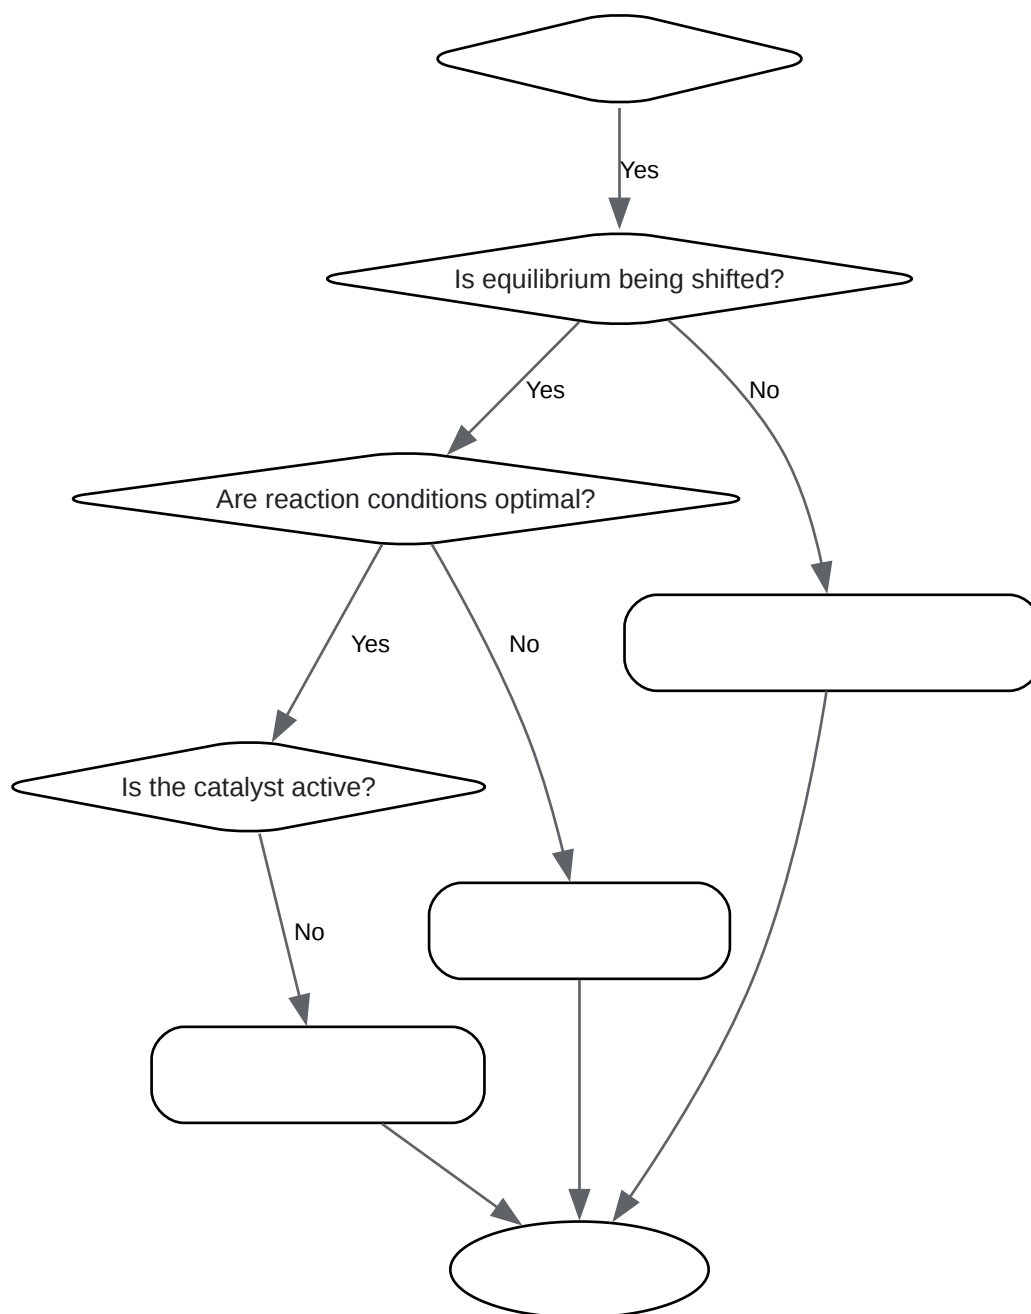 Yes
Is equilibrium being shifted?
Yes
No
Are reaction conditions optimal?
Yes
No
Is the catalyst active?
No